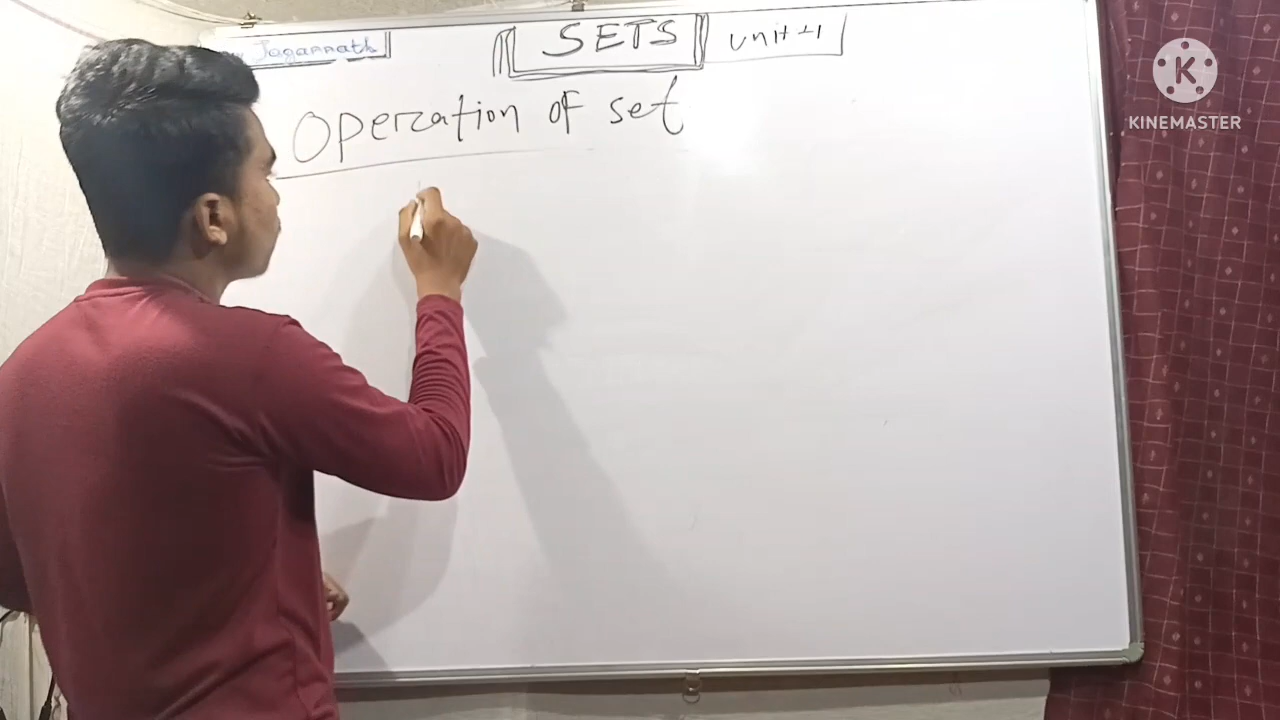 Jagannath
SETS
Unit-1
Operation of set
K
KINEMASTER